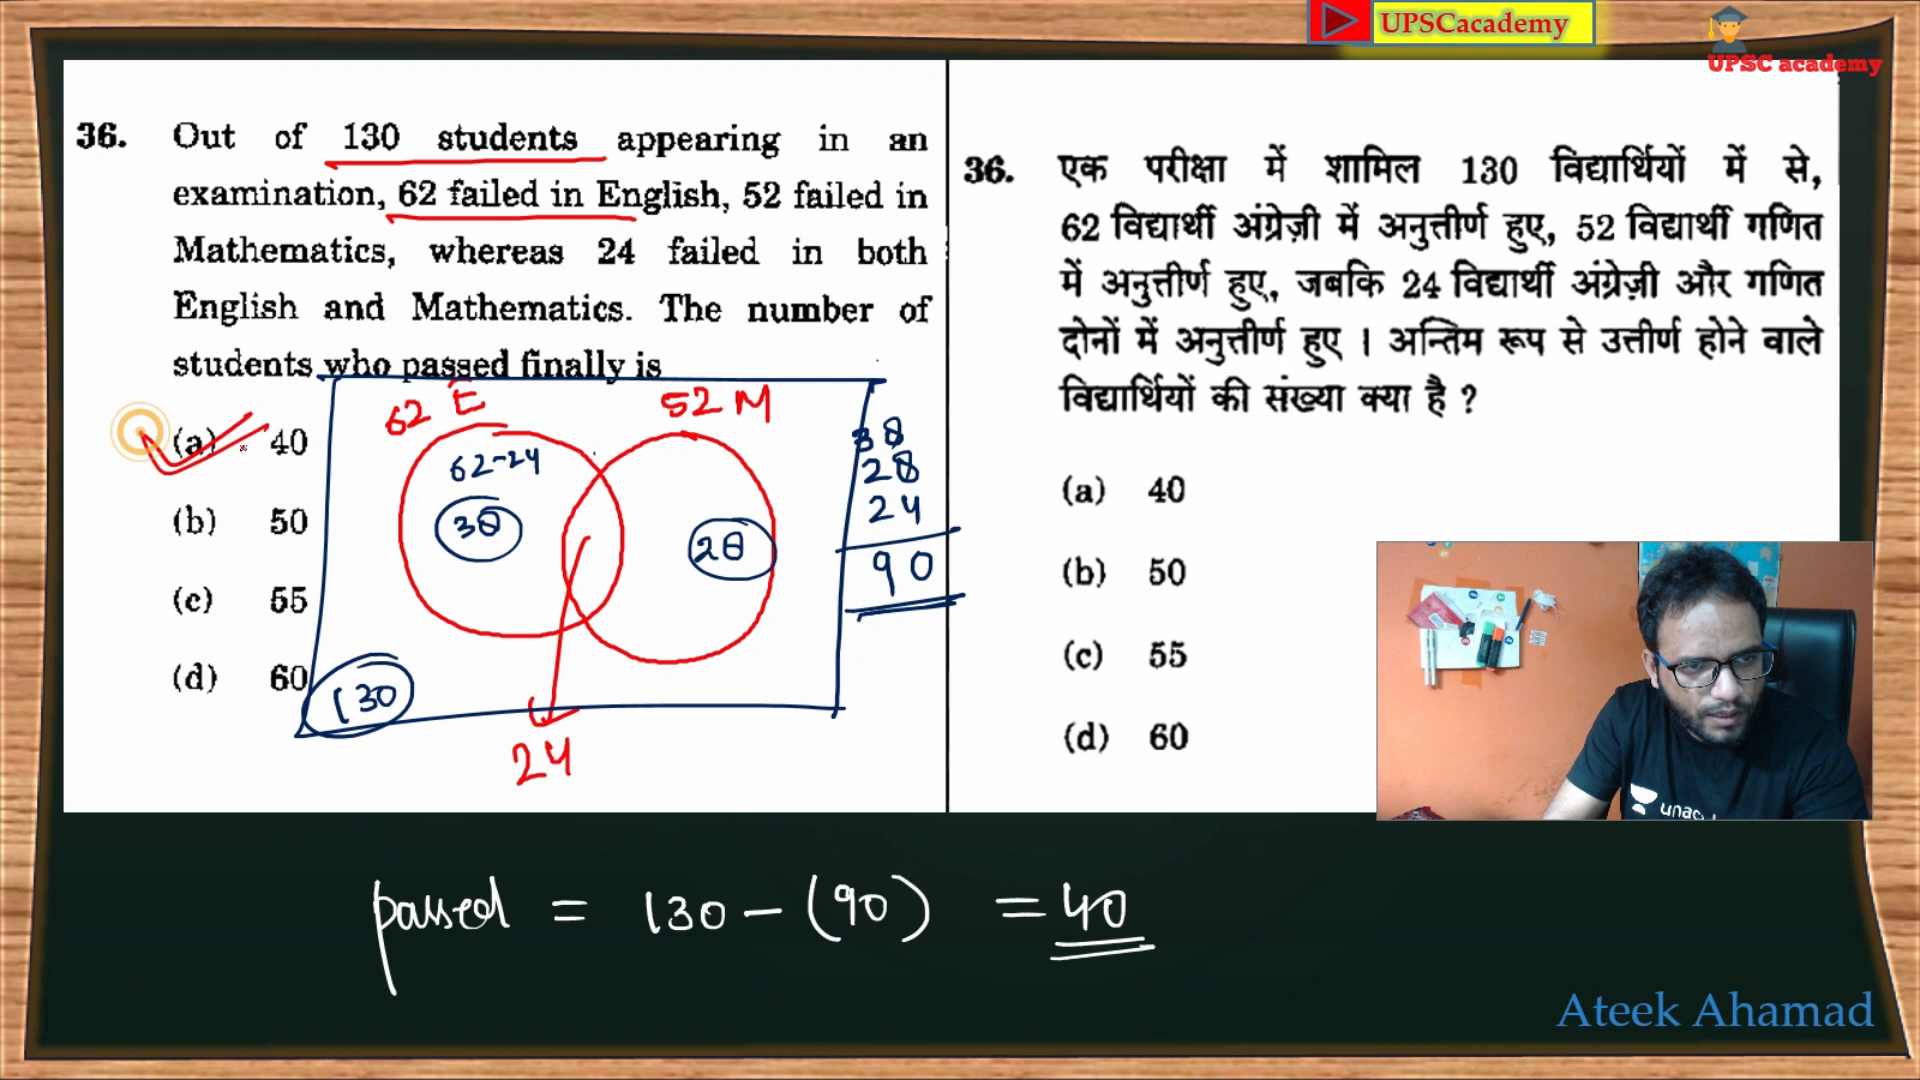 UPSCacademy
UPSC academy
36. Out of 130 students appearing in an
examination, 62 failed in English, 52 failed in
Mathematics, whereas 24 failed in both
English and Mathematics. The number of
students who passed finally is
(a) 40
(b) 50
(c) 55
(d) 60
62 E
52 M
62-24
38
28
24
130
38
28
24
90
36. एक परीक्षा में शामिल 130 विद्यार्थियों में से,
62 विद्यार्थी अंग्रेज़ी में अनुत्तीर्ण हुए, 52 विद्यार्थी गणित
में अनुत्तीर्ण हुए, जबकि 24 विद्यार्थी अंग्रेज़ी और गणित
दोनों में अनुत्तीर्ण हुए । अन्तिम रूप से उत्तीर्ण होने वाले
विद्यार्थियों की संख्या क्या है ?
(a) 40
(b) 50
(c) 55
(d) 60
unac
passed = 130 - (90) = 40
Ateek Ahamad